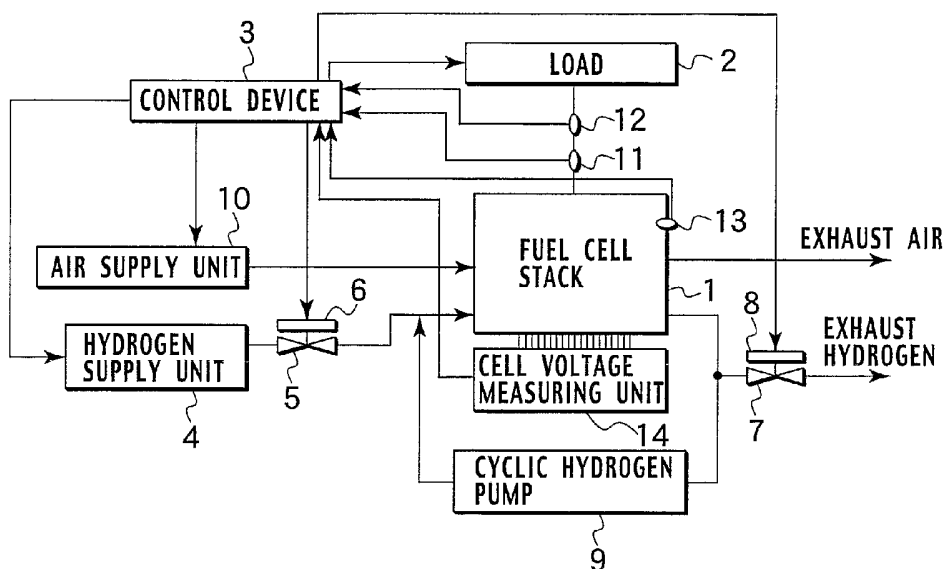 3
LOAD
2
CONTROL DEVICE
12
11
10
13
EXHAUST AIR
AIR SUPPLY UNIT
FUEL CELL
STACK
6
1
8
EXHAUST
HYDROGEN
HYDROGEN
SUPPLY UNIT
5
CELL VOLTAGE
MEASURING UNIT
7
4
14
CYCLIC HYDROGEN
PUMP
9